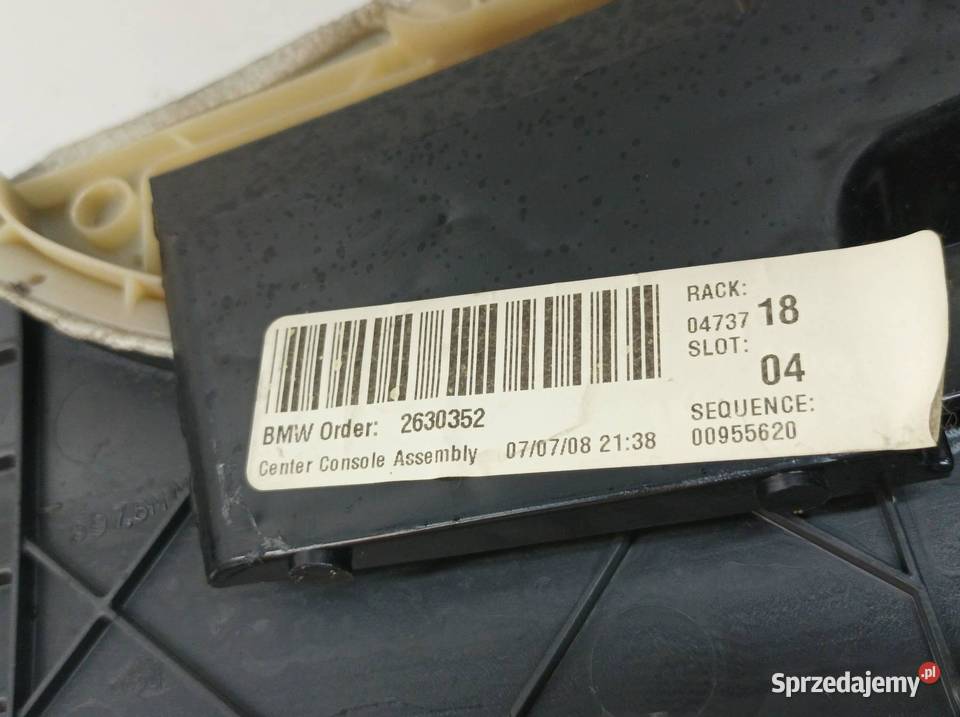 RACK:
04737 18
SLOT:
04
SEQUENCE:
00955620
BMW Order: 2630352
Center Console Assembly 07/07/08 21:38
Sprzedajemy.pl